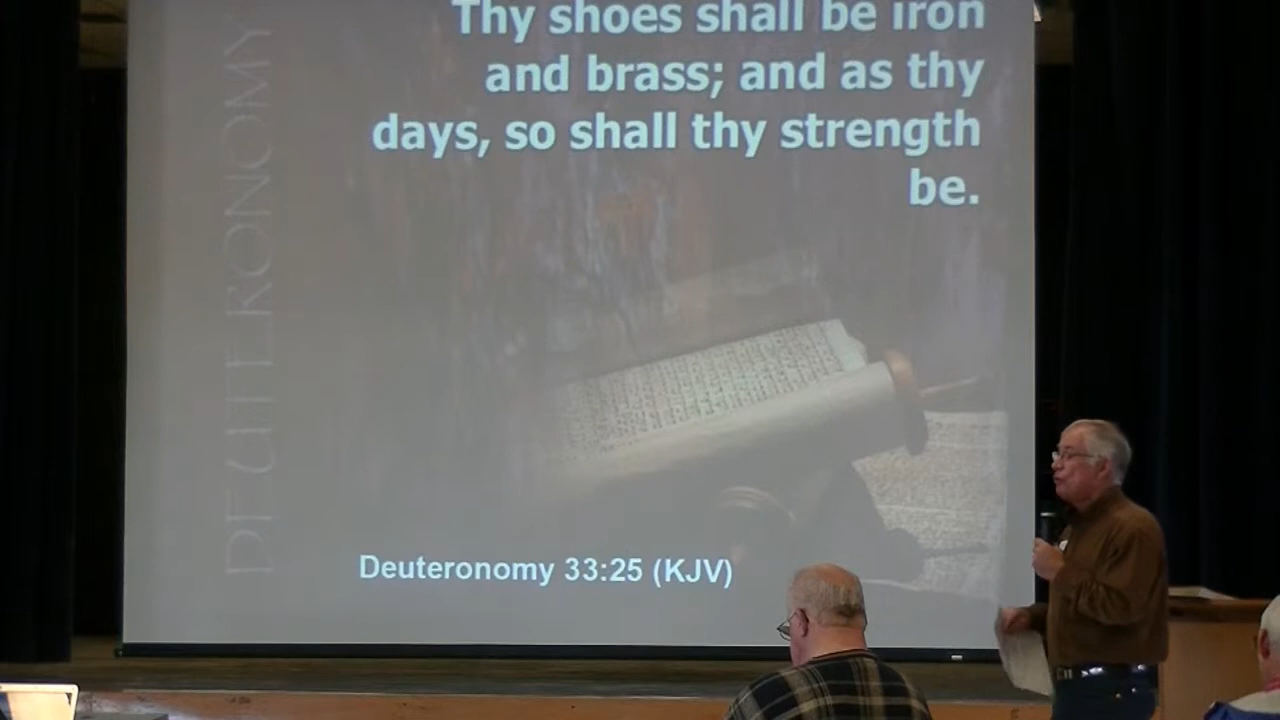 Thy shoes shall be iron
and brass; and as thy
days, so shall thy strength
be.
DEUTERONOMY
Deuteronomy 33:25 (KJV)